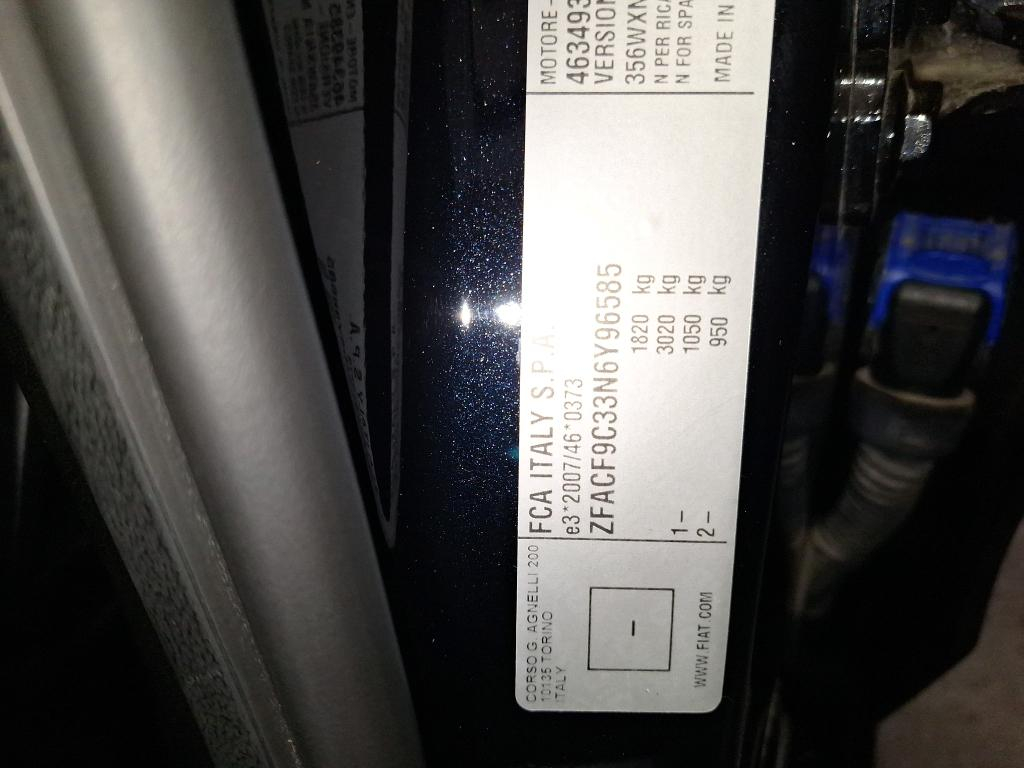 CORSO G. AGNELLI 200
10135 TORINO
ITALY
-
WWW.FIAT.COM
FCA ITALY S.P.A.
e3*2007/46*0373
ZFACF9C33N6Y96585
1820 kg
3020 kg
1- 1050 kg
2- 950 kg
MOTORE -
463493
VERSION
356WXN
N PER RICA
N FOR SPA
MADE IN